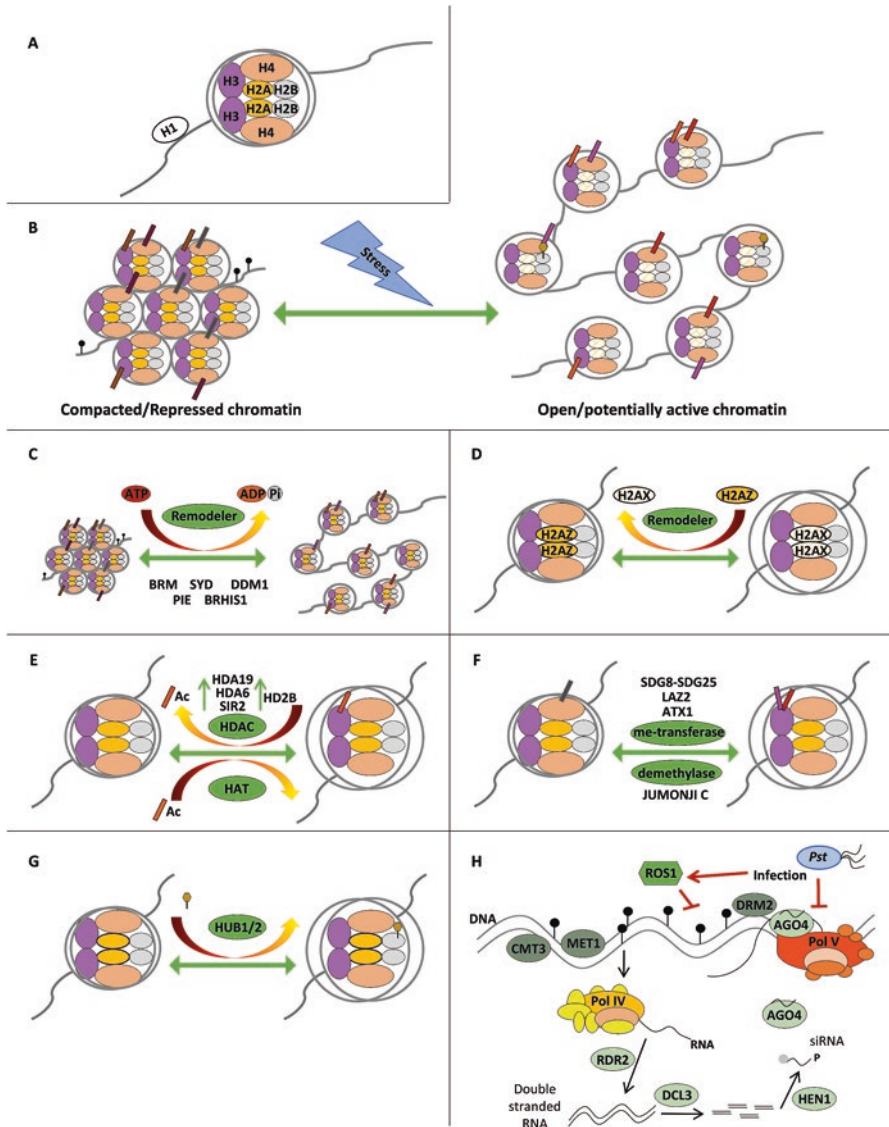 A
H3
H4
H2A
H2B
H3
H2A
H2B
H4
H1
B
Stress
Compacted/Repressed chromatin
Open/potentially active chromatin
C
ATP
ADP
Pi
Remodeler
BRM SYD DDM1
PIE BRHIS1
D
H2AX
H2AZ
Remodeler
H2AZ
H2AZ
H2AX
H2AX
E
Ac
HDA19
HDA6
SIR2
HD2B
HDAC
Ac
HAT
F
SDG8-SDG25
LAZ2
ATX1
me-transferase
demethylase
JUMONJI C
G
HUB1/2
H
Pst
ROS1
Infection
DNA
DRM2
AGO4
CMT3
MET1
Pol V
Pol IV
AGO4
RNA
siRNA
P
RDR2
Double
stranded
RNA
DCL3
HEN1